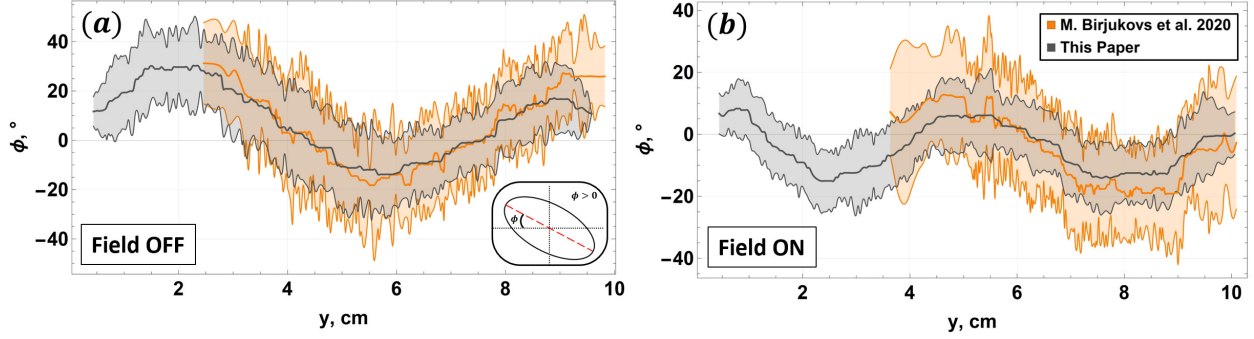 (a)
ϕ, °
40
20
0
−20
−40
Field OFF
ϕ > 0
ϕ
2
4
6
8
10
y, cm
(b)
M. Birjukovs et al. 2020
This Paper
ϕ, °
40
20
0
−20
−40
Field ON
2
4
6
8
10
y, cm